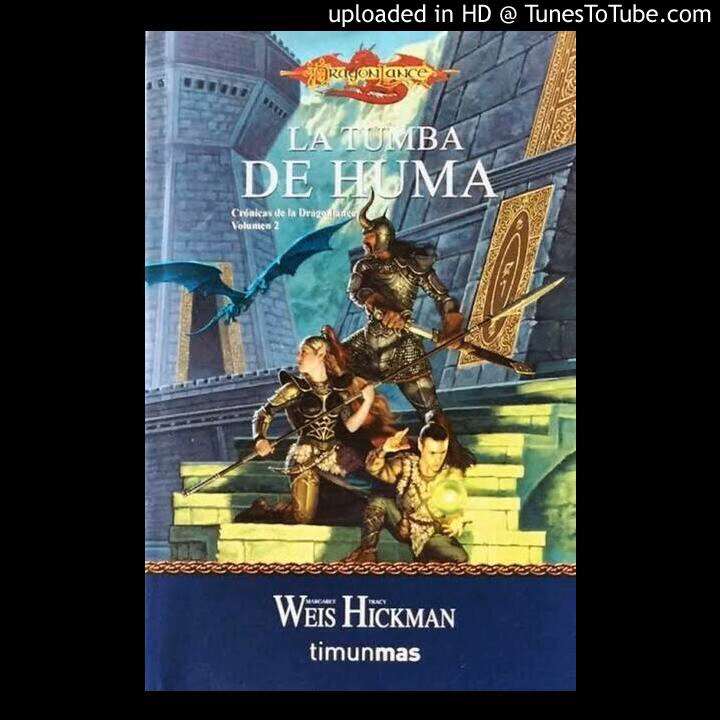 uploaded in HD @ TunesToTube.com
DRAGONLANCE
LA TUMBA
DE HUMA
Crónicas de la Dragonlance
Volumen 2
MARGARET TRACY
WEIS HICKMAN
timunmas